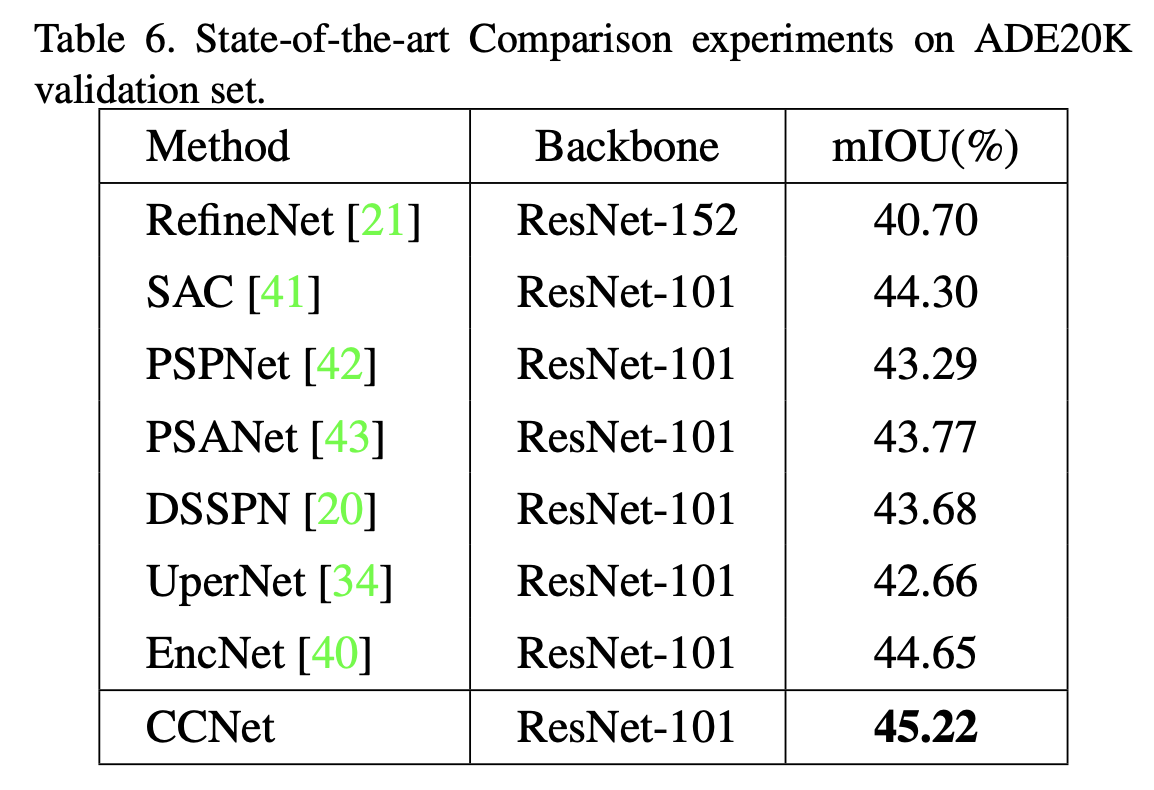 Table 6. State-of-the-art Comparison experiments on ADE20K
validation set.
Method Backbone mIOU(%)
RefineNet [21] ResNet-152 40.70
SAC [41] ResNet-101 44.30
PSPNet [42] ResNet-101 43.29
PSANet [43] ResNet-101 43.77
DSSPN [20] ResNet-101 43.68
UperNet [34] ResNet-101 42.66
EncNet [40] ResNet-101 44.65
CCNet ResNet-101 45.22